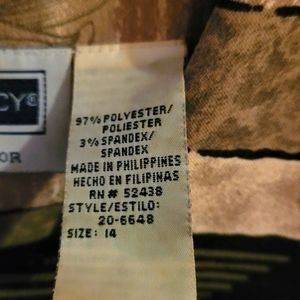 CY®
OR
97% POLYESTER/
POLIESTER
3% SPANDEX/
SPANDEX
MADE IN PHILIPPINES
HECHO EN FILIPINAS
RN# 52438
STYLE/ESTILO:
20-6648
SIZE: 14